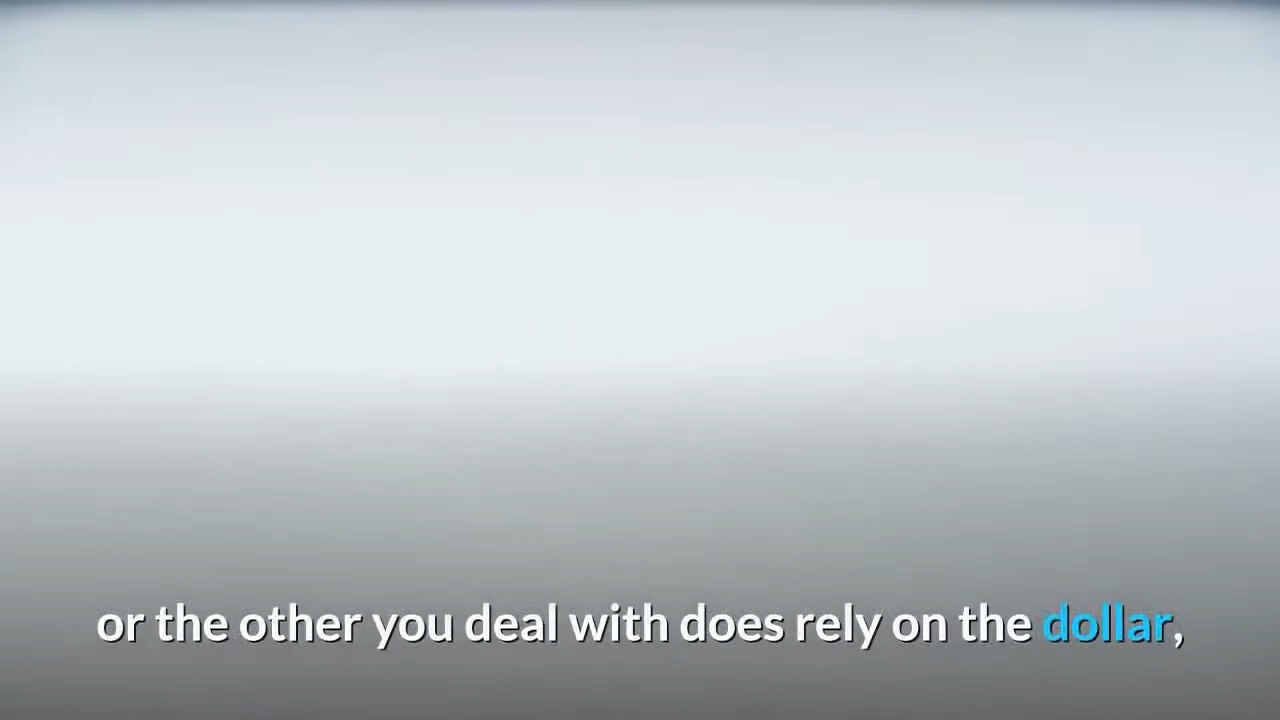 or the other you deal with does rely on the dollar,